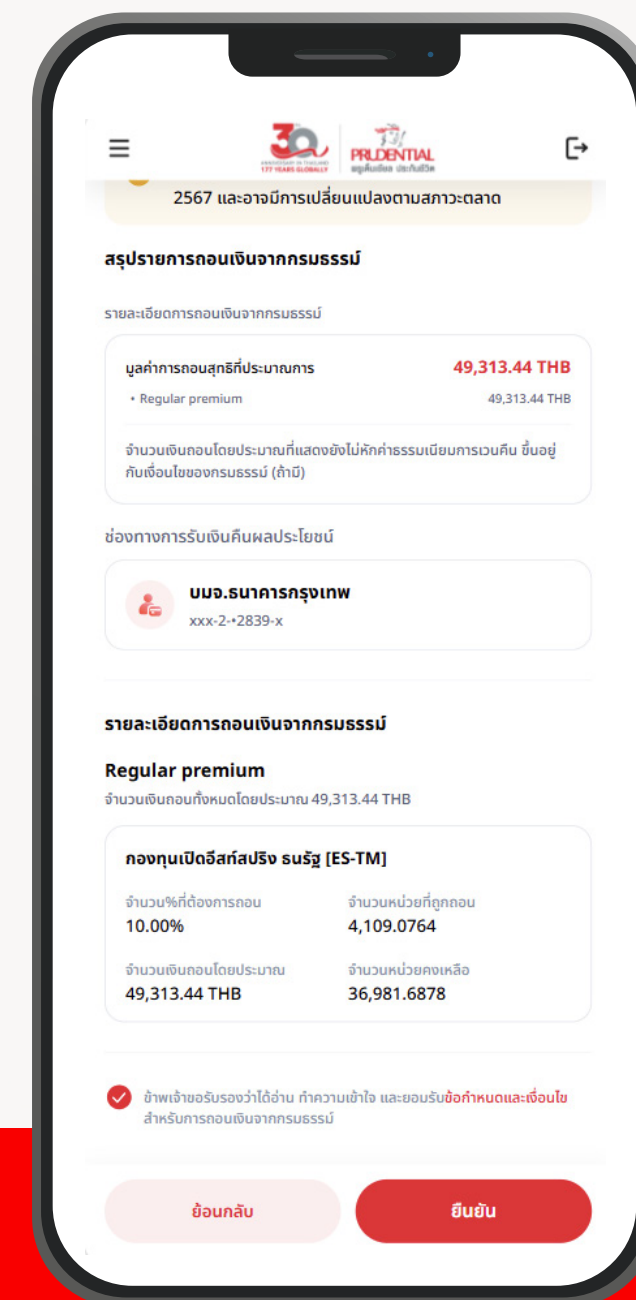 30
ANNIVERSARY IN THAILAND
177 YEARS GLOBALLY
PRUDENTIAL
พรูเด็นเชียล ประกันชีวิต
2567 และอาจมีการเปลี่ยนแปลงตามสภาวะตลาด
สรุปรายการถอนเงินจากกรมธรรม์
รายละเอียดการถอนเงินจากกรมธรรม์
มูลค่าการถอนสุทธิที่ประมาณการ 49,313.44 THB
• Regular premium 49,313.44 THB
จำนวนเงินถอนโดยประมาณที่แสดงยังไม่หักค่าธรรมเนียมการเวนคืน ขึ้นอยู่
กับเงื่อนไขของกรมธรรม์ (ถ้ามี)
ช่องทางการรับเงินคืนผลประโยชน์
บมจ.ธนาคารกรุงเทพ
xxx-2-•2839-x
รายละเอียดการถอนเงินจากกรมธรรม์
Regular premium
จำนวนเงินถอนทั้งหมดโดยประมาณ 49,313.44 THB
กองทุนเปิดอีสท์สปริง ธนรัฐ [ES-TM]
จำนวน%ที่ต้องการถอน จำนวนหน่วยที่ถูกถอน
10.00% 4,109.0764
จำนวนเงินถอนโดยประมาณ จำนวนหน่วยคงเหลือ
49,313.44 THB 36,981.6878
ข้าพเจ้าขอรับรองว่าได้อ่าน ทำความเข้าใจ และยอมรับข้อกำหนดและเงื่อนไข
สำหรับการถอนเงินจากกรมธรรม์
ย้อนกลับ ยืนยัน